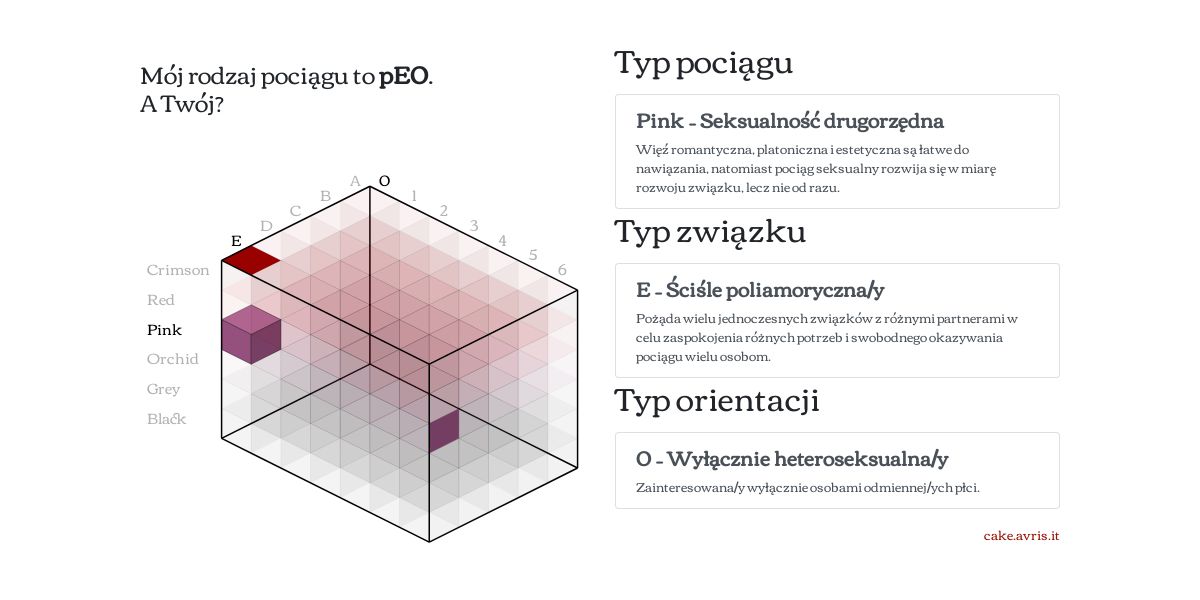 Mój rodzaj pociągu to pEO.
A Twój?
A
O
B
1
C
2
D
3
E
4
5
6
Crimson
Red
Pink
Orchid
Grey
Black
Typ pociągu
Pink – Seksualność drugorzędna
Więź romantyczna, platoniczna i estetyczna są łatwe do
nawiązania, natomiast pociąg seksualny rozwija się w miarę
rozwoju związku, lecz nie od razu.
Typ związku
E – Ściśle poliamoryczna/y
Pożąda wielu jednoczesnych związków z różnymi partnerami w
celu zaspokojenia różnych potrzeb i swobodnego okazywania
pociągu wielu osobom.
Typ orientacji
O – Wyłącznie heteroseksualna/y
Zainteresowana/y wyłącznie osobami odmiennej/ych płci.
cake.avris.it